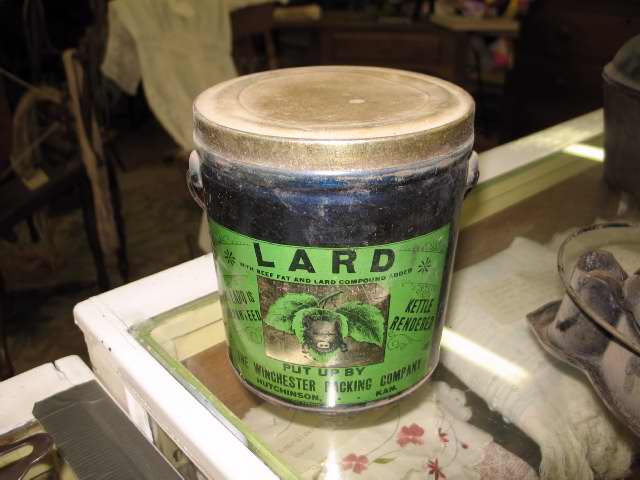 LARD
WITH BEEF FAT AND LARD COMPOUND ADDED
KETTLE
RENDERED
PUT UP BY
WINCHESTER PACKING COMPANY
HUTCHINSON, KAN.